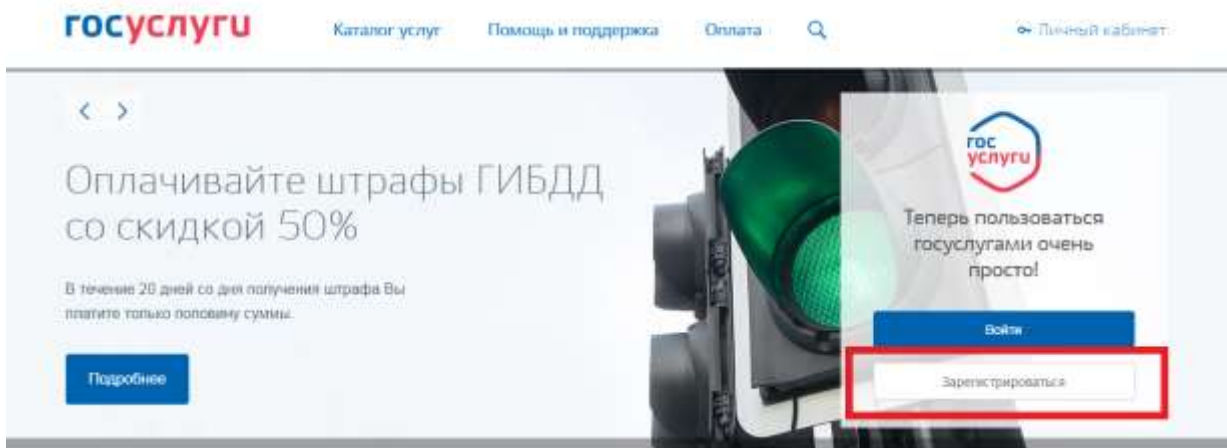 госуслуги
Каталог услуг
Помощь и поддержка
Оплата
Личный кабинет
Оплачивайте штрафы ГИБДД
со скидкой 50%
В течение 20 дней со дня получения штрафа Вы
платите только половину суммы.
Подробнее
гос
услуги
Теперь пользоваться
госуслугами очень
просто!
Войти
Зарегистрироваться